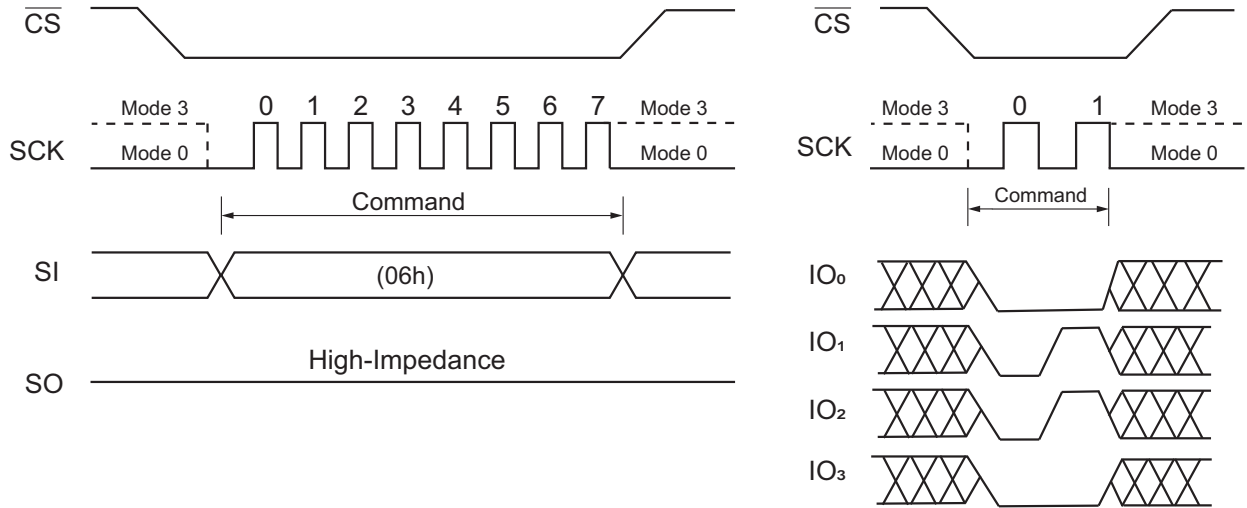 CS
CS
Mode 3 0 1 2 3 4 5 6 7 Mode 3
SCK Mode 0 Mode 0
Mode 3 0 1 Mode 3
SCK Mode 0 Mode 0
Command
Command
SI (06h)
High-Impedance
SO
IO₀
IO₁
IO₂
IO₃